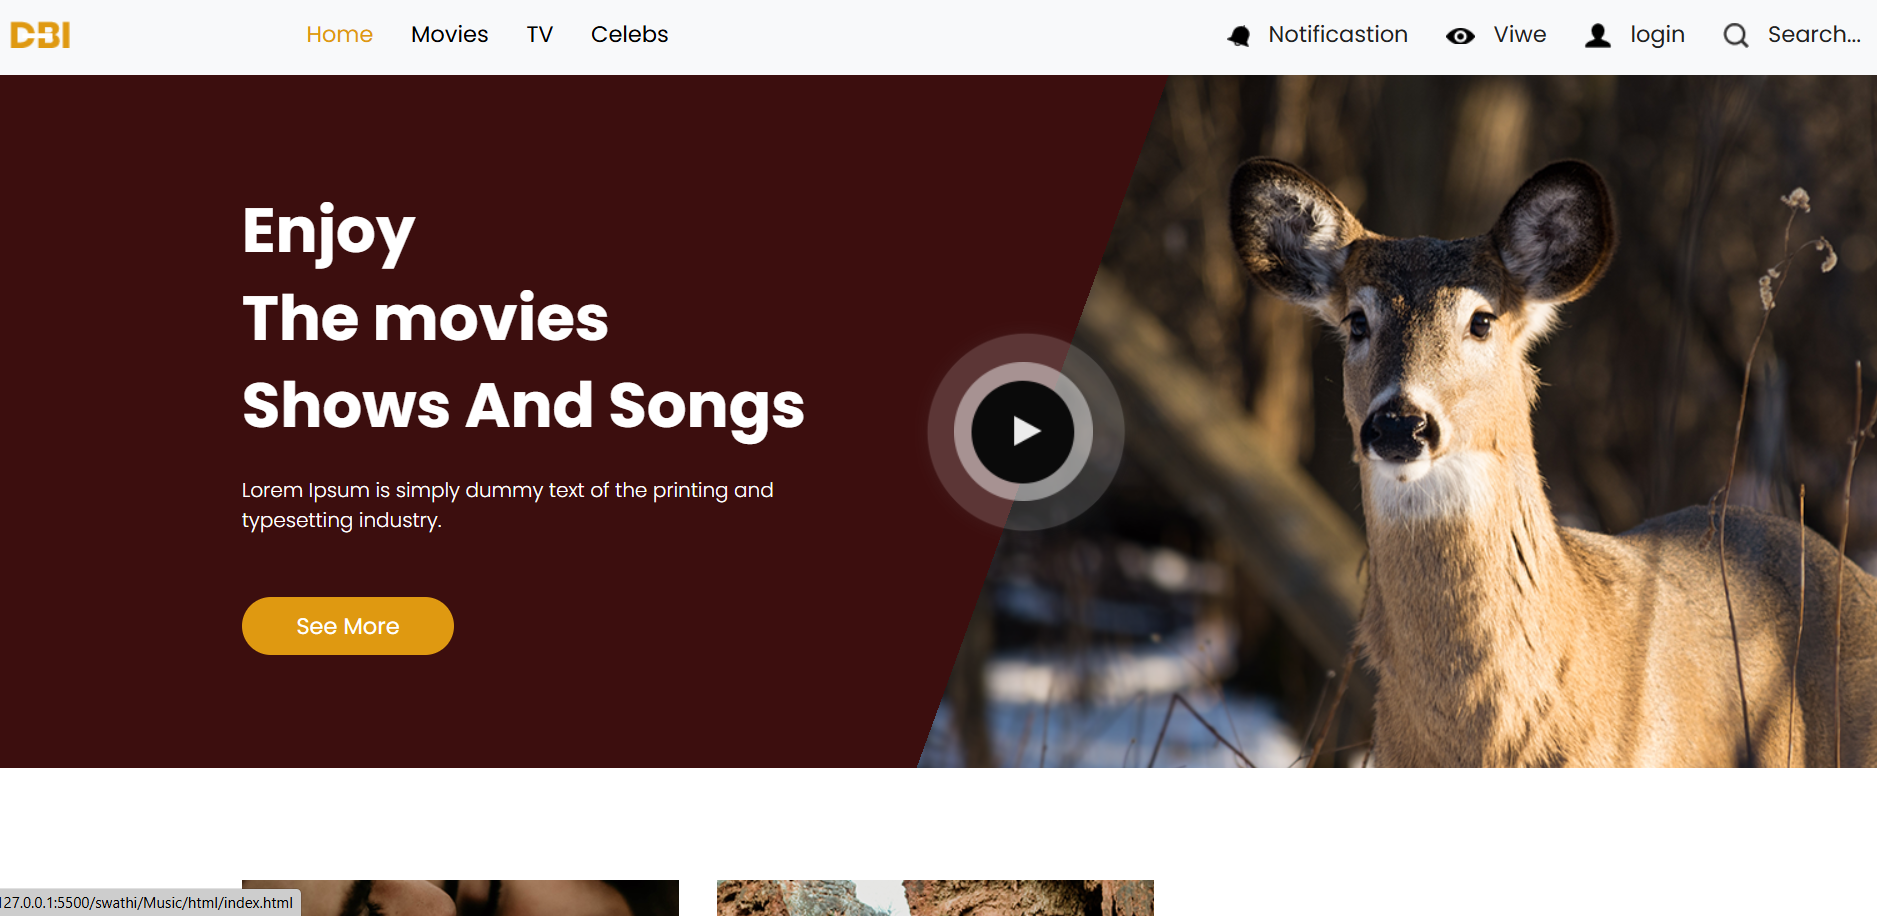 DBI
Home Movies TV Celebs Notificastion Viwe login Search...
Enjoy
The movies
Shows And Songs
Lorem Ipsum is simply dummy text of the printing and
typesetting industry.
See More
127.0.0.1:5500/swathi/Music/html/index.html